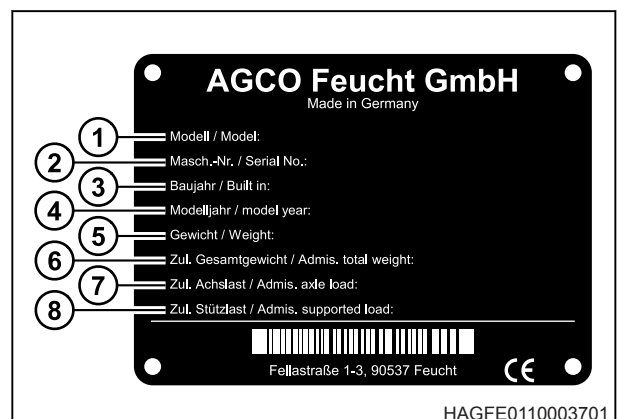 AGCO Feucht GmbH
Made in Germany
1 Modell / Model:
2 Masch.-Nr. / Serial No.:
3 Baujahr / Built in:
4 Modelljahr / model year:
5 Gewicht / Weight:
6 Zul. Gesamtgewicht / Admis. total weight:
7 Zul. Achslast / Admis. axle load:
8 Zul. Stützlast / Admis. supported load:
Fellastraße 1-3, 90537 Feucht
CE
HAGFE0110003701